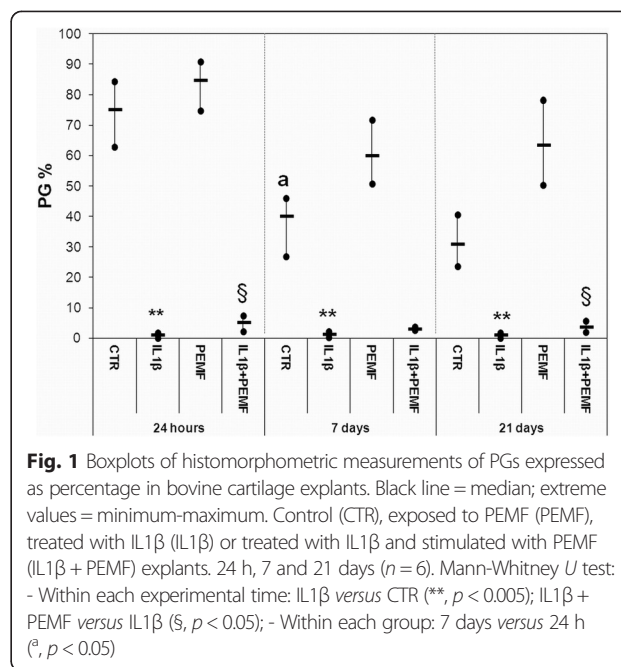 100
90
80
70
60
50
40
30
20
10
0
PG %
a
**
§
**
**
§
CTR
IL1β
PEMF
IL1β+PEMF
CTR
IL1β
PEMF
IL1β+PEMF
CTR
IL1β
PEMF
IL1β+PEMF
24 hours
7 days
21 days
Fig. 1 Boxplots of histomorphometric measurements of PGs expressed
as percentage in bovine cartilage explants. Black line = median; extreme
values = minimum-maximum. Control (CTR), exposed to PEMF (PEMF),
treated with IL1β (IL1β) or treated with IL1β and stimulated with PEMF
(IL1β + PEMF) explants. 24 h, 7 and 21 days (n = 6). Mann-Whitney U test:
- Within each experimental time: IL1β versus CTR (**, p < 0.005); IL1β +
PEMF versus IL1β (§, p < 0.05); - Within each group: 7 days versus 24 h
(a, p < 0.05)